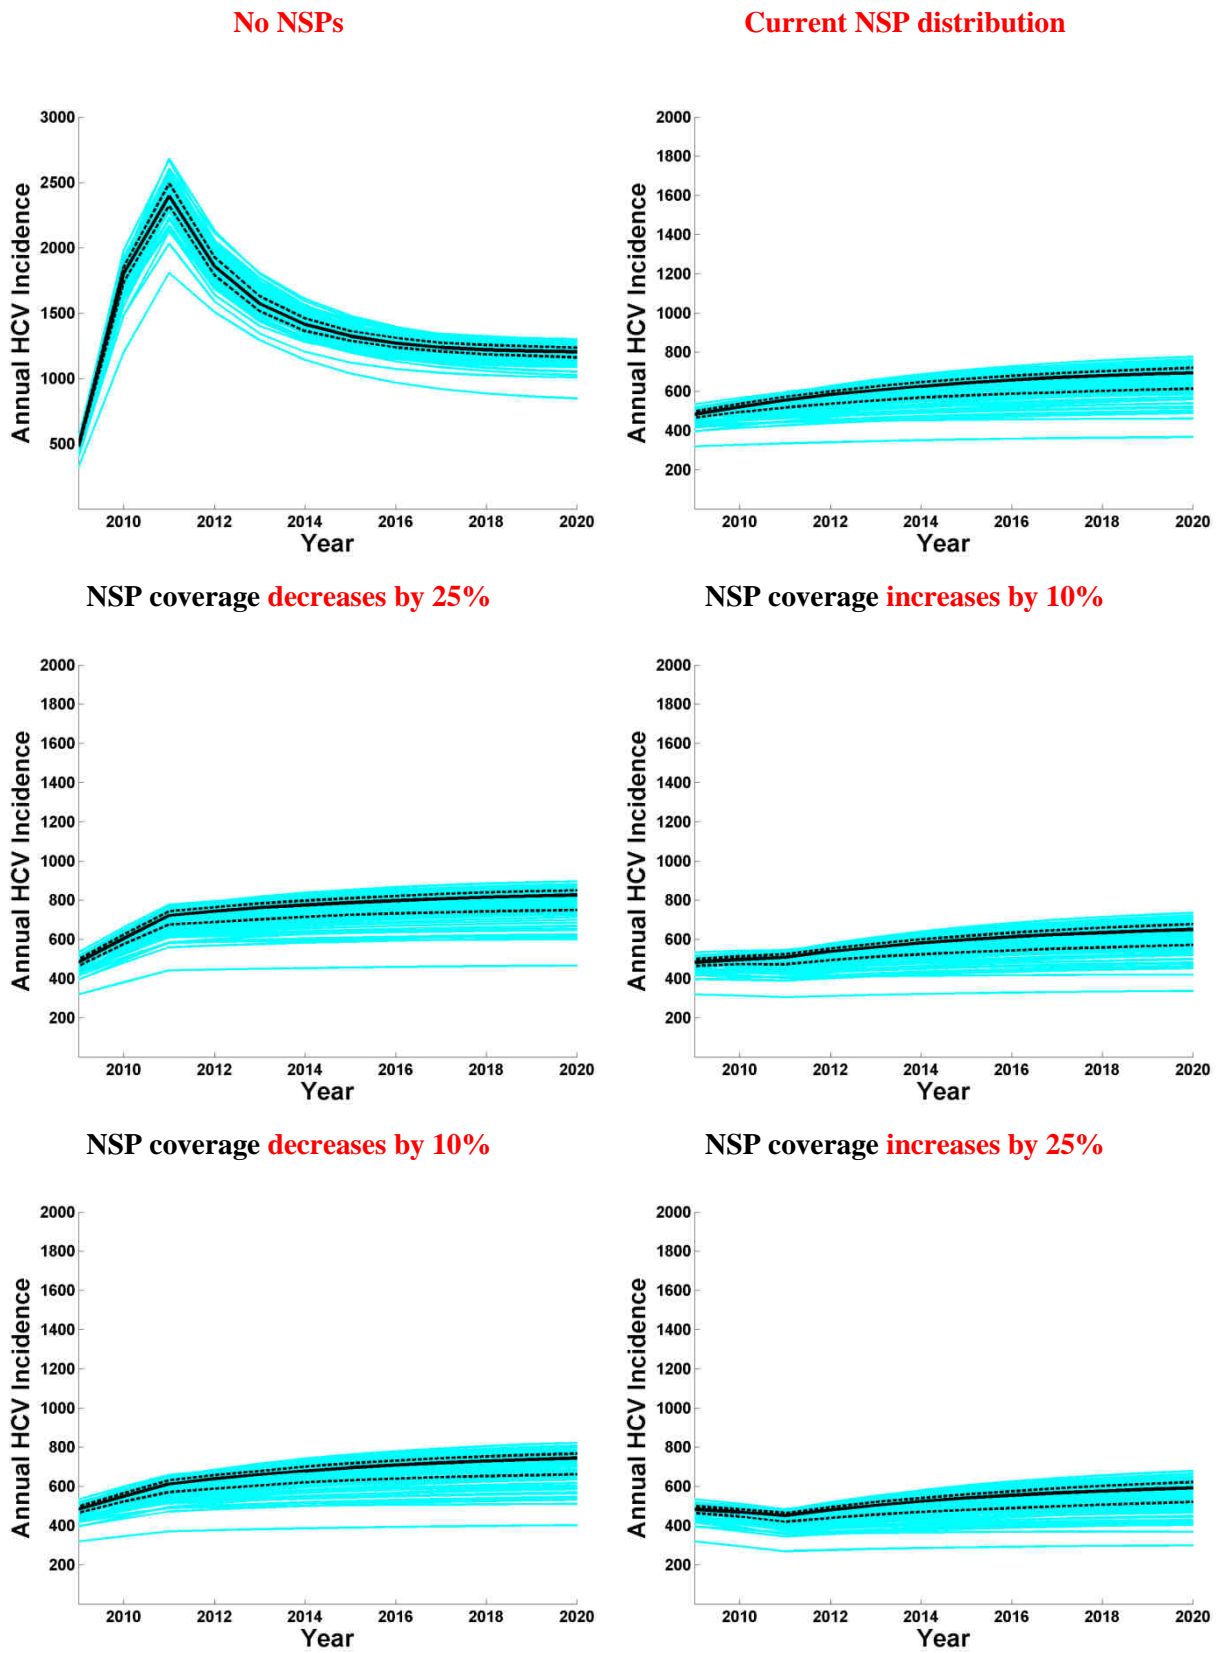 No NSPs
Current NSP distribution
3000
2500
2000
1500
1000
500
Annual HCV Incidence
2010 2012 2014 2016 2018 2020
Year
2000
1800
1600
1400
1200
1000
800
600
400
200
Annual HCV Incidence
2010 2012 2014 2016 2018 2020
Year
NSP coverage decreases by 25%
NSP coverage increases by 10%
2000
1800
1600
1400
1200
1000
800
600
400
200
Annual HCV Incidence
2010 2012 2014 2016 2018 2020
Year
2000
1800
1600
1400
1200
1000
800
600
400
200
Annual HCV Incidence
2010 2012 2014 2016 2018 2020
Year
NSP coverage decreases by 10%
NSP coverage increases by 25%
2000
1800
1600
1400
1200
1000
800
600
400
200
Annual HCV Incidence
2010 2012 2014 2016 2018 2020
Year
2000
1800
1600
1400
1200
1000
800
600
400
200
Annual HCV Incidence
2010 2012 2014 2016 2018 2020
Year